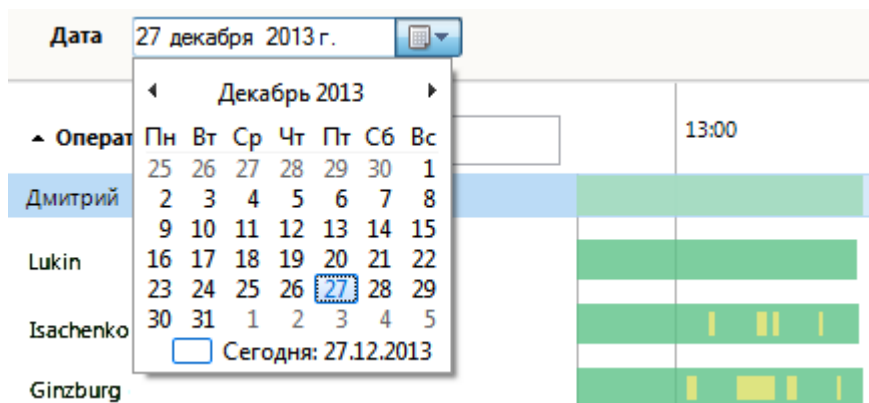 Дата 27 декабря 2013 г.
Декабрь 2013
13:00
Операт Пн Вт Ср Чт Пт Сб Вс
25 26 27 28 29 30 1
Дмитрий 2 3 4 5 6 7 8
9 10 11 12 13 14 15
Lukin 16 17 18 19 20 21 22
23 24 25 26 27 28 29
Isachenko 30 31 1 2 3 4 5
Сегодня: 27.12.2013
Ginzburg